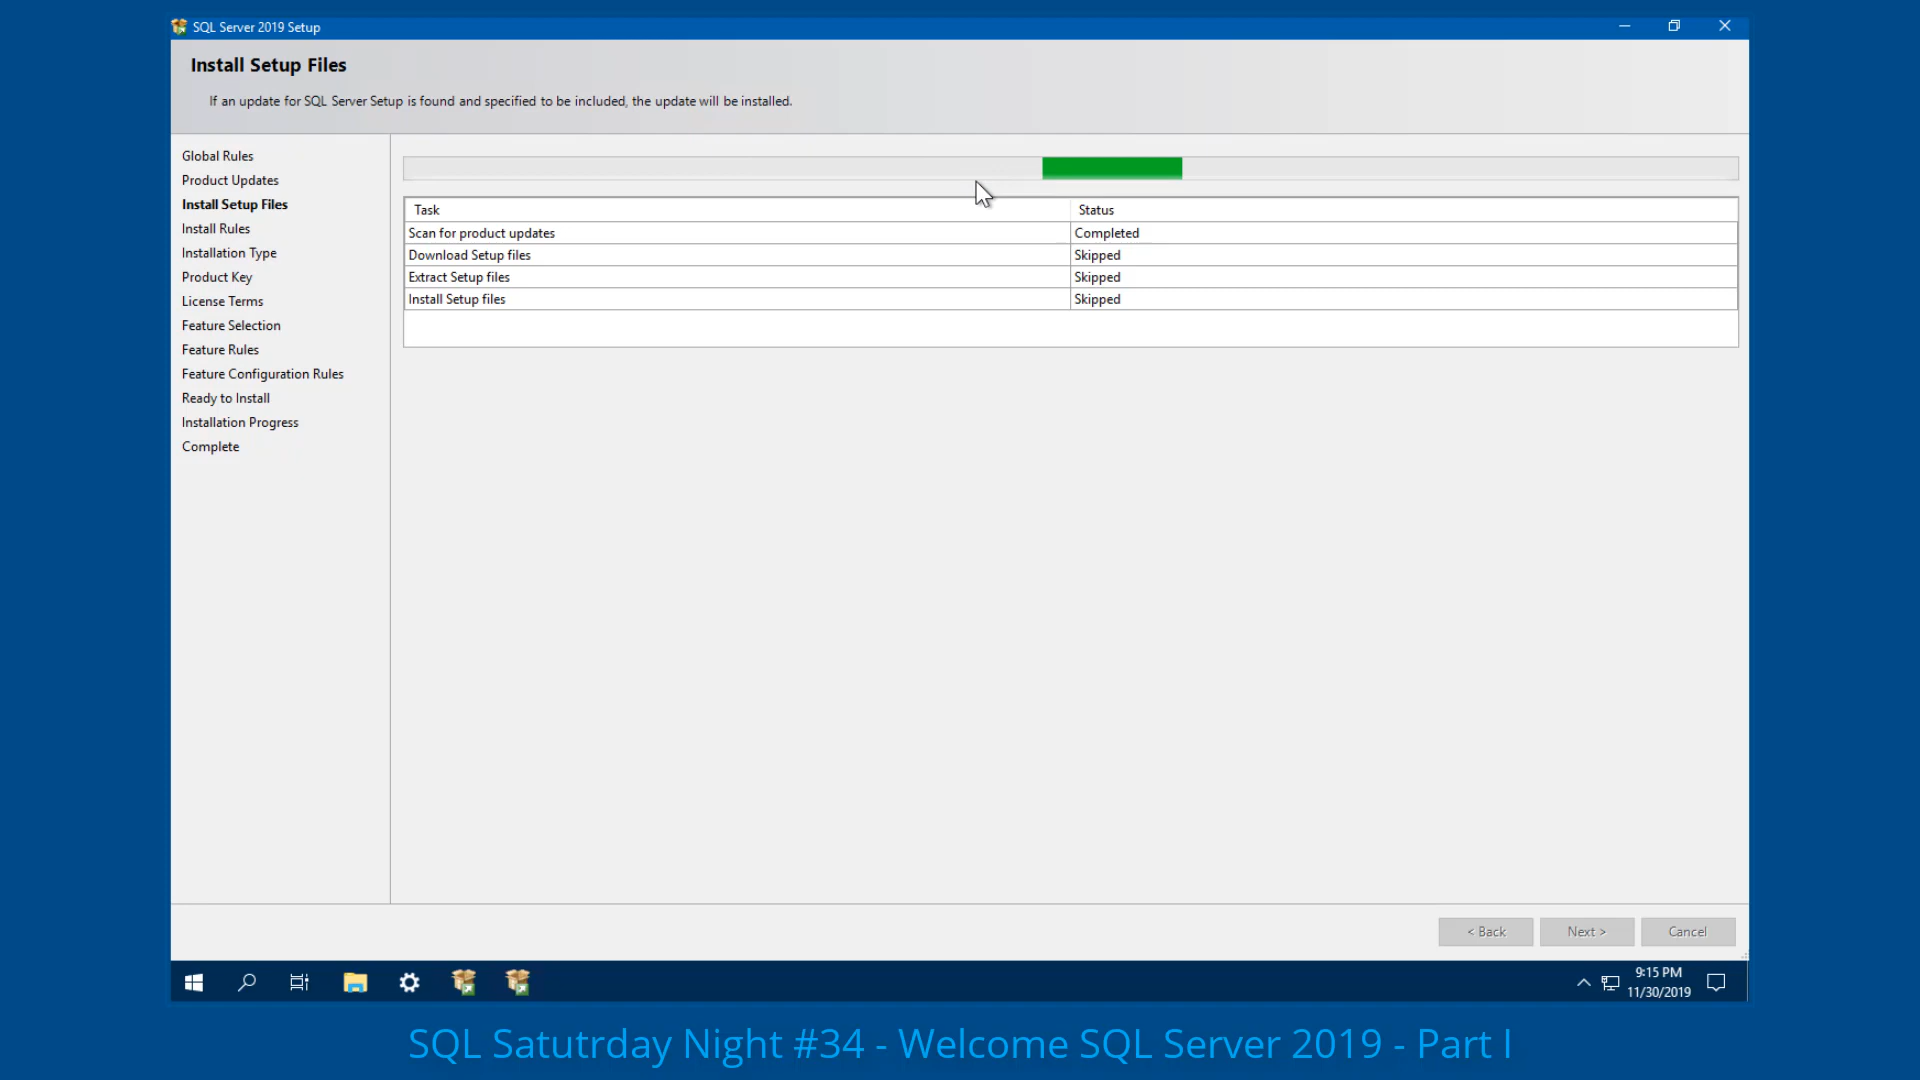 SQL Server 2019 Setup
Install Setup Files
If an update for SQL Server Setup is found and specified to be included, the update will be installed.
Global Rules
Product Updates
Install Setup Files
Install Rules
Installation Type
Product Key
License Terms
Feature Selection
Feature Rules
Feature Configuration Rules
Ready to Install
Installation Progress
Complete
Task Status
Scan for product updates Completed
Download Setup files Skipped
Extract Setup files Skipped
Install Setup files Skipped
< Back Next > Cancel
9:15 PM
11/30/2019
SQL Satutrday Night #34 - Welcome SQL Server 2019 - Part I